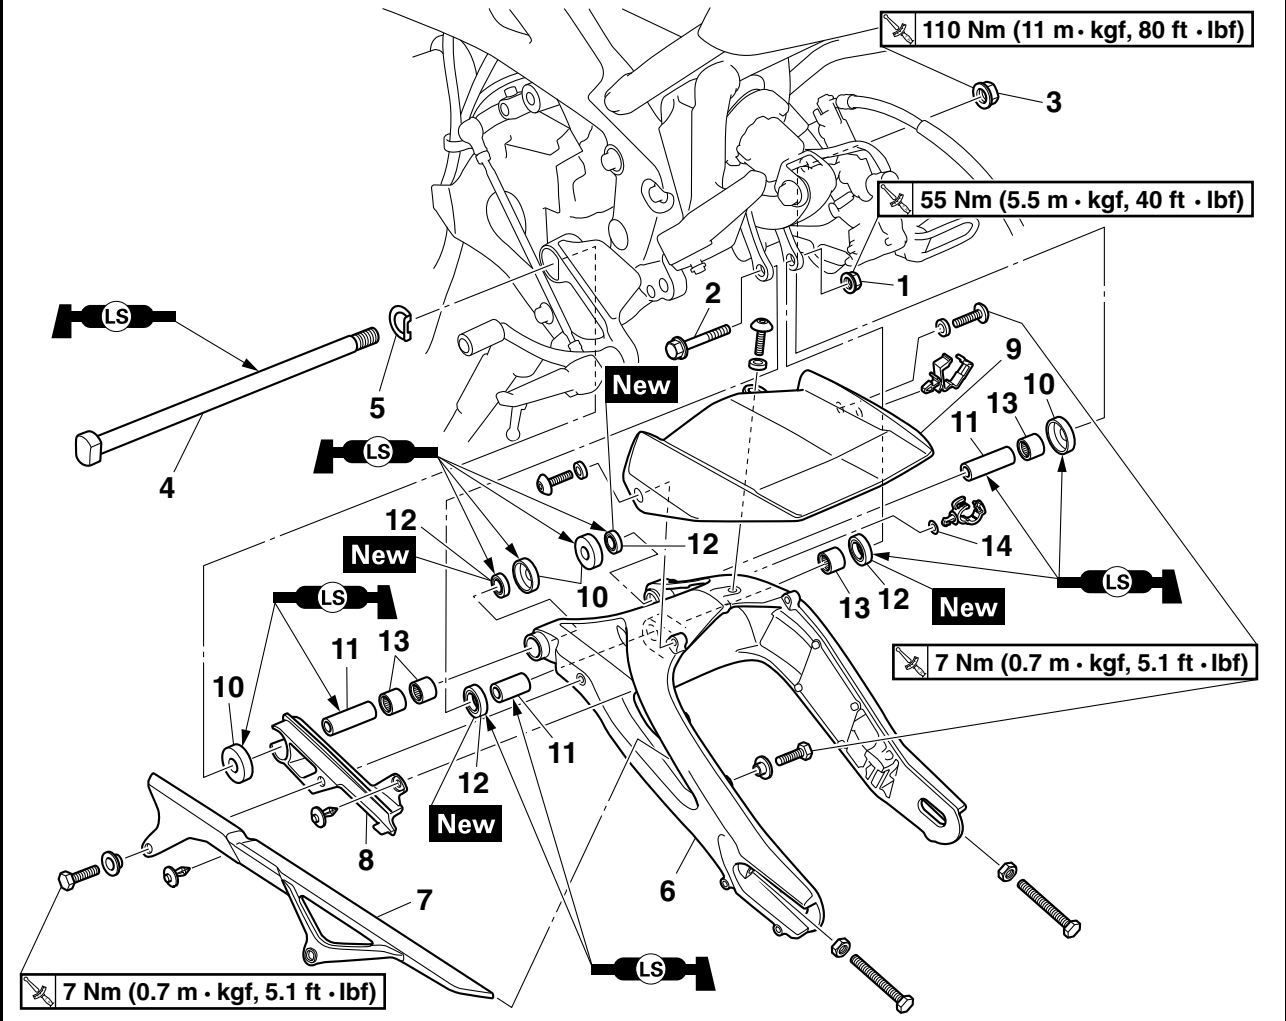 110 Nm (11 m · kgf, 80 ft · lbf)
3
55 Nm (5.5 m · kgf, 40 ft · lbf)
1
2
LS
5
New
9
10
13
11
4
LS
12
New
12
14
10
LS
13
12
New
LS
11
13
10
7 Nm (0.7 m · kgf, 5.1 ft · lbf)
11
12
New
8
6
7
LS
7 Nm (0.7 m · kgf, 5.1 ft · lbf)